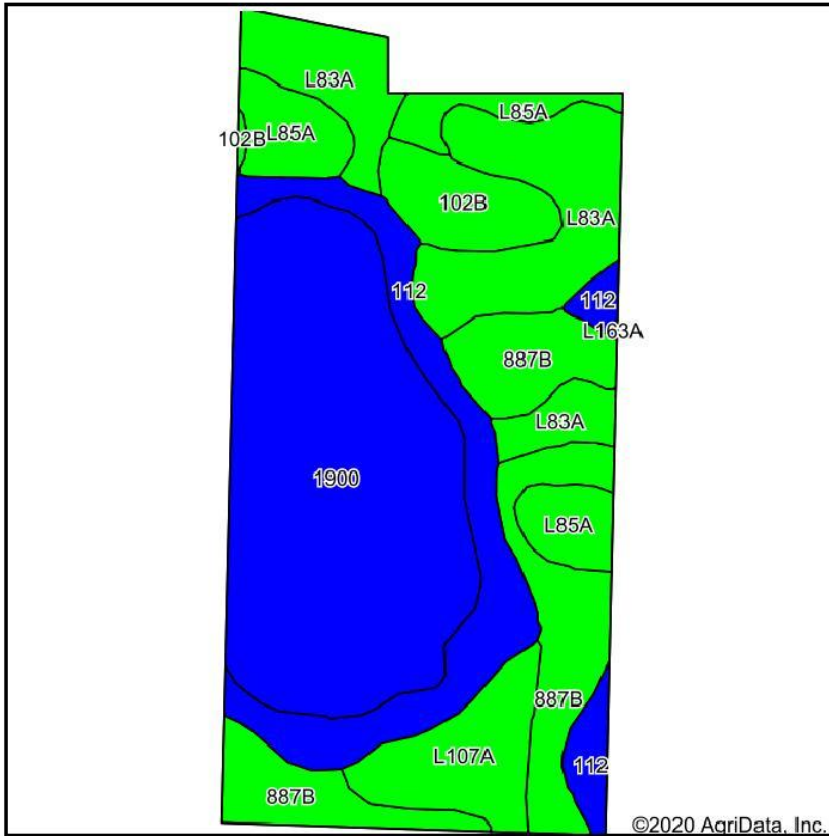 L83A
L85A
102B
L85A
102B
L83A
112
112
L163A
887B
L83A
1900
L85A
887B
L107A
112
887B
©2020 AgriData, Inc.